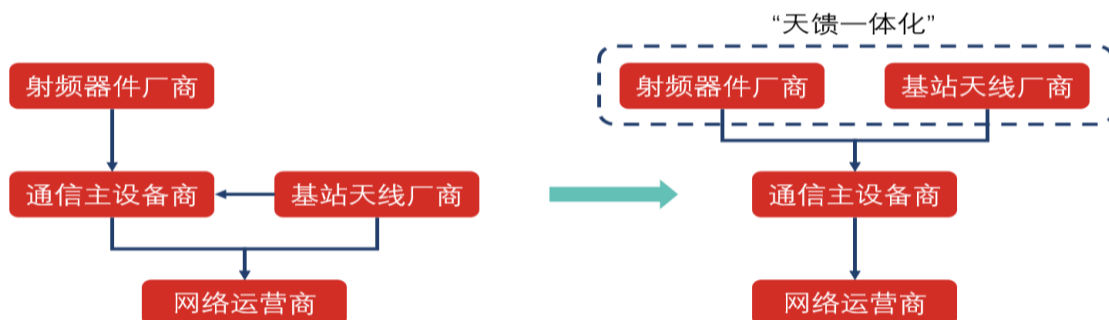 “天馈一体化”
射频器件厂商
射频器件厂商
基站天线厂商
通信主设备商
基站天线厂商
通信主设备商
网络运营商
网络运营商